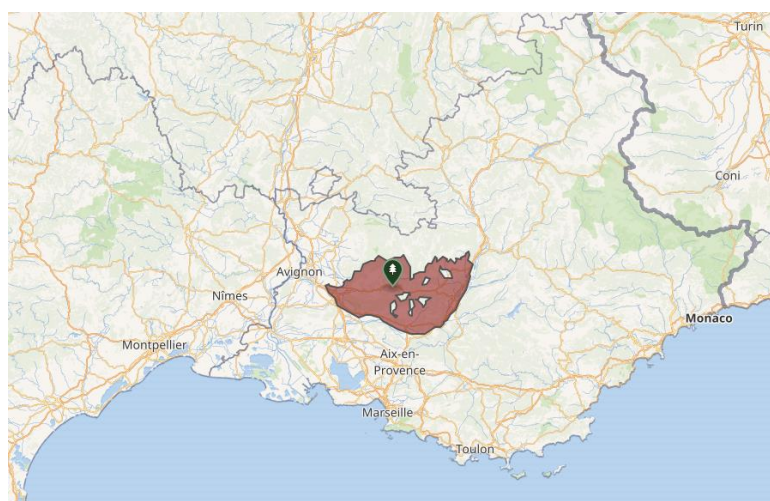 Turin
Coni
Avignon
Nîmes
Monaco
Montpellier
Aix-en-
Provence
Marseille
Toulon